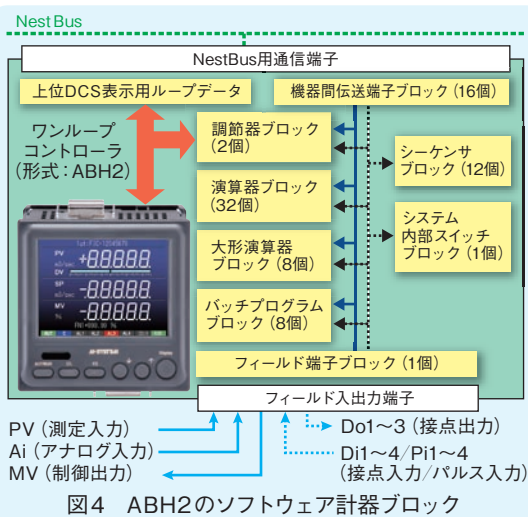 NestBus
NestBus用通信端子
上位DCS表示用ループデータ
機器間伝送端子ブロック（16個）
ワンループ
コントローラ
（形式：ABH2）
調節器ブロック
（2個）
シーケンサ
ブロック（12個）
演算器ブロック
（32個）
システム
内部スイッチ
ブロック（1個）
大形演算器
ブロック（8個）
バッチプログラム
ブロック（8個）
PV
DV
SP
MV
%
フィールド端子ブロック（1個）
フィールド入出力端子
PV（測定入力）
Ai（アナログ入力）
MV（制御出力）
Do1～3（接点出力）
Di1～4/Pi1～4
（接点入力/パルス入力）
図4　ABH2のソフトウェア計器ブロック